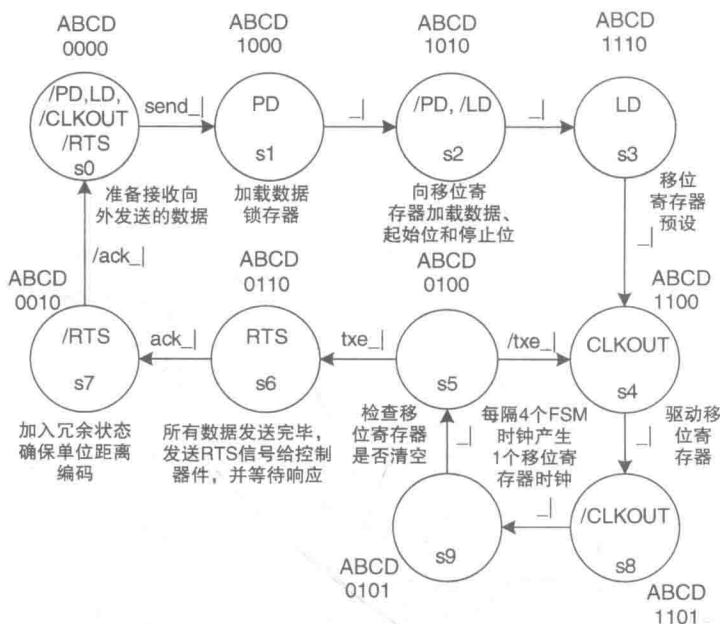 ABCD
0000
ABCD
1000
ABCD
1010
ABCD
1110
/PD,LD,
/CLKOUT
/RTS
s0
send_|
PD
s1
_|
/PD, /LD
s2
_|
LD
s3
准备接收向
外发送的数据
加载数据
锁存器
向移位寄
存器加载数据、
起始位和停止位
移位
寄存器
预设
_|
/ack_|
ABCD
0010
ABCD
0110
ABCD
0100
ABCD
1100
/RTS
s7
ack_|
RTS
s6
txe_|
s5
/txe_|
CLKOUT
s4
加入冗余状态
确保单位距离
编码
所有数据发送完毕，
发送RTS信号给控制
器件，并等待响应
检查移
位寄存器
是否清空
_|
每隔4个FSM
时钟产生
1个移位寄
存器时钟
_|
驱动移
位寄存
器
_|
s9
/CLKOUT
s8
ABCD
0101
ABCD
1101